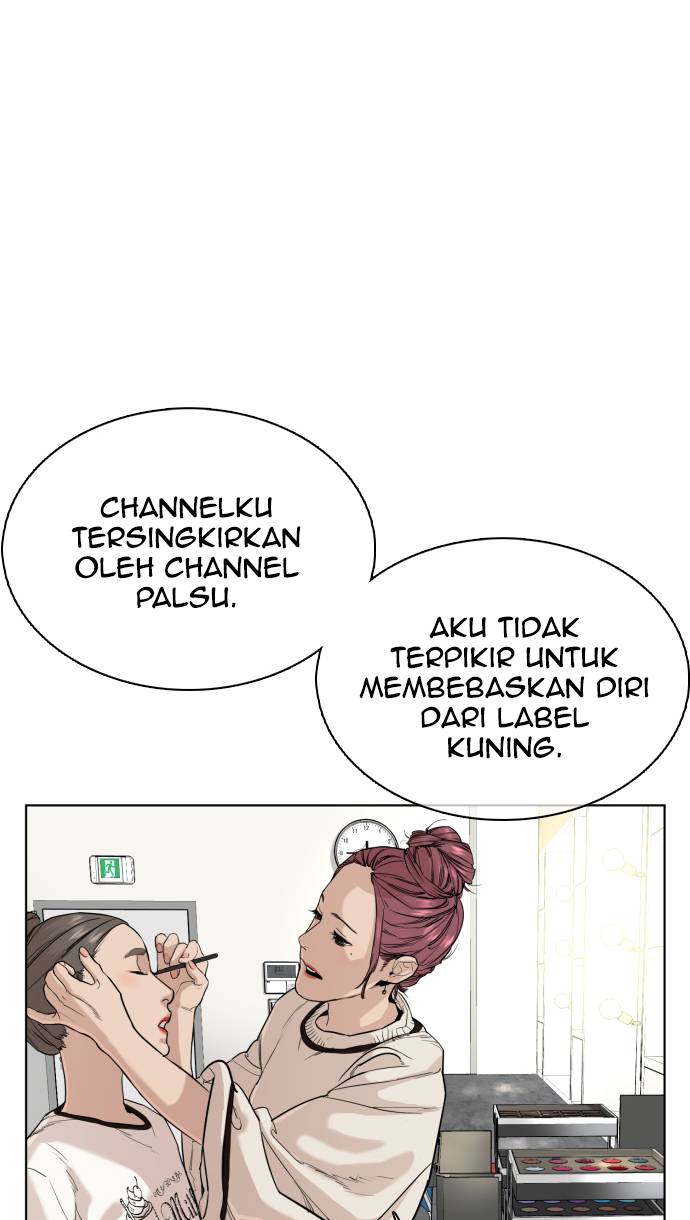 CHANNELKU
TERSINGKIRKAN
OLEH CHANNEL
PALSU.
AKU TIDAK
TERPIKIR UNTUK
MEMBEBASKAN DIRI
DARI LABEL
KUNING.